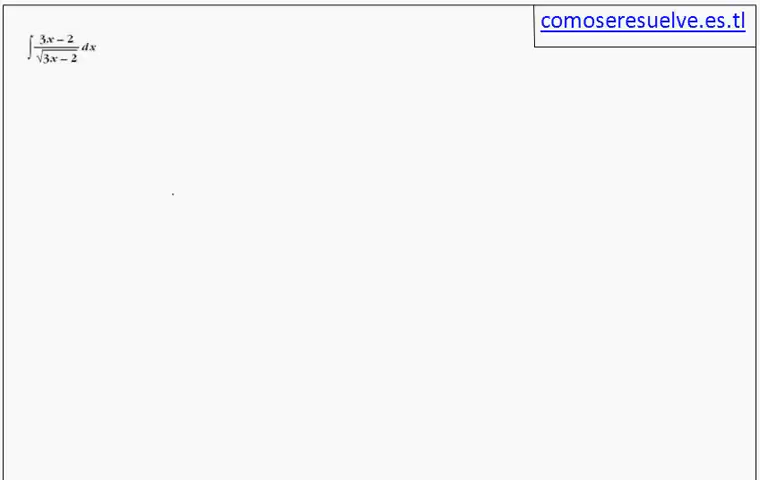 comoseresuelve.es.tl
∫ 3x – 2 / √3x – 2 dx